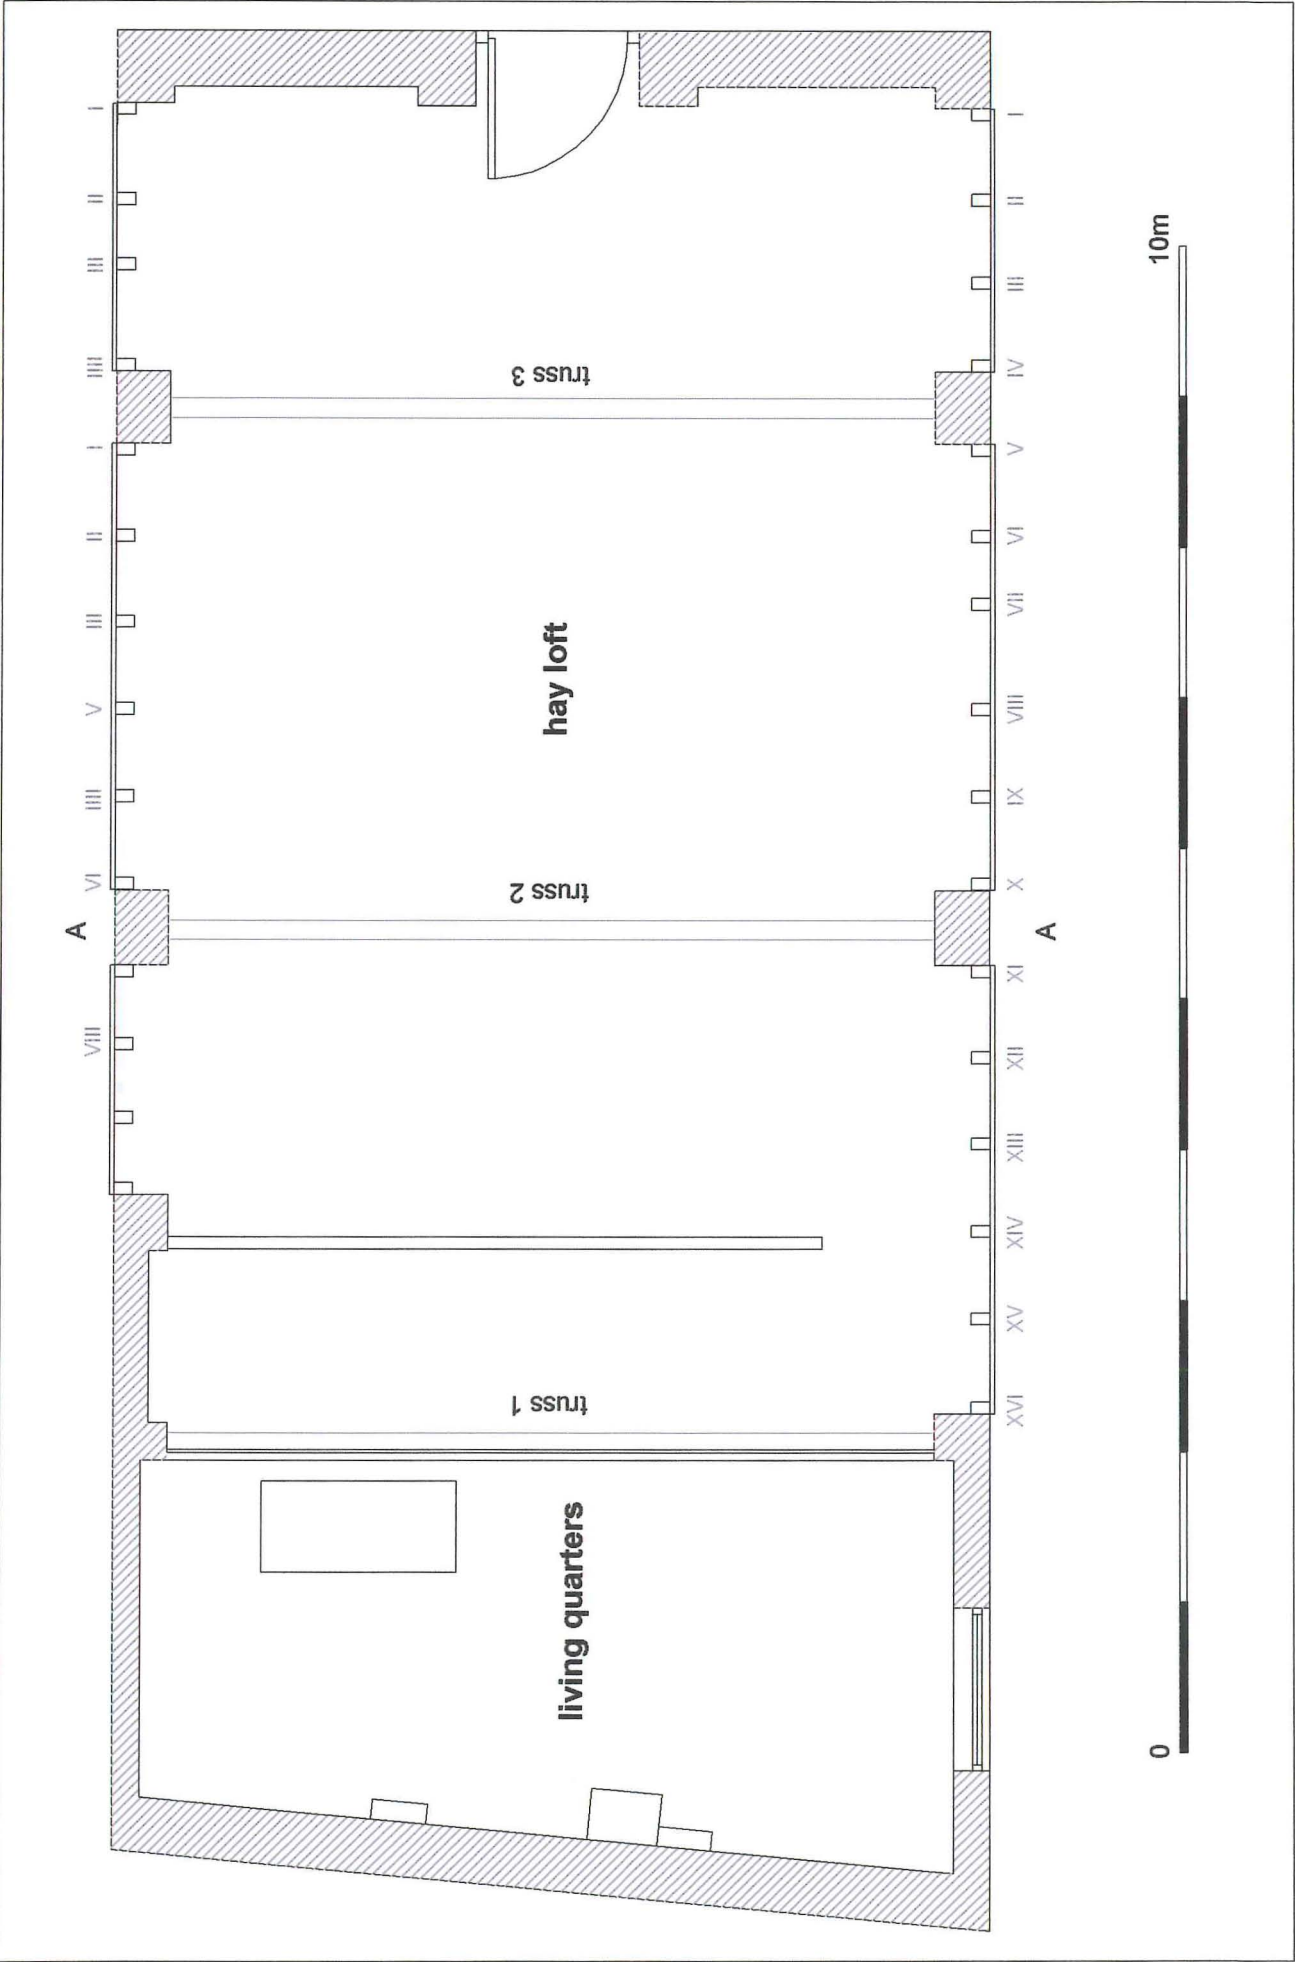 A
VIII VI IIII V III II I IIII III II I
truss 1 truss 2 truss 3
living quarters hay loft
XVI XV XIV XIII XII XI X IX VIII VII VI V IV III II I
A
0 10m